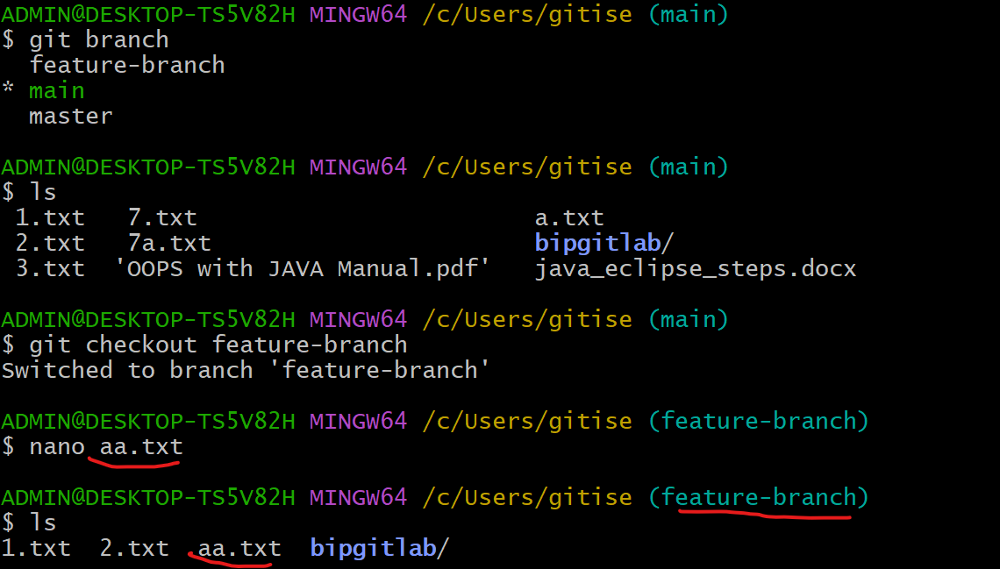 ADMIN@DESKTOP-TS5V82H MINGW64 /c/Users/gitise (main)
$ git branch
  feature-branch
* main
  master

ADMIN@DESKTOP-TS5V82H MINGW64 /c/Users/gitise (main)
$ ls
 1.txt   7.txt                        a.txt
 2.txt   7a.txt                       bipgitlab/
 3.txt  'OOPS with JAVA Manual.pdf'   java_eclipse_steps.docx

ADMIN@DESKTOP-TS5V82H MINGW64 /c/Users/gitise (main)
$ git checkout feature-branch
Switched to branch 'feature-branch'

ADMIN@DESKTOP-TS5V82H MINGW64 /c/Users/gitise (feature-branch)
$ nano aa.txt

ADMIN@DESKTOP-TS5V82H MINGW64 /c/Users/gitise (feature-branch)
$ ls
1.txt  2.txt  aa.txt  bipgitlab/